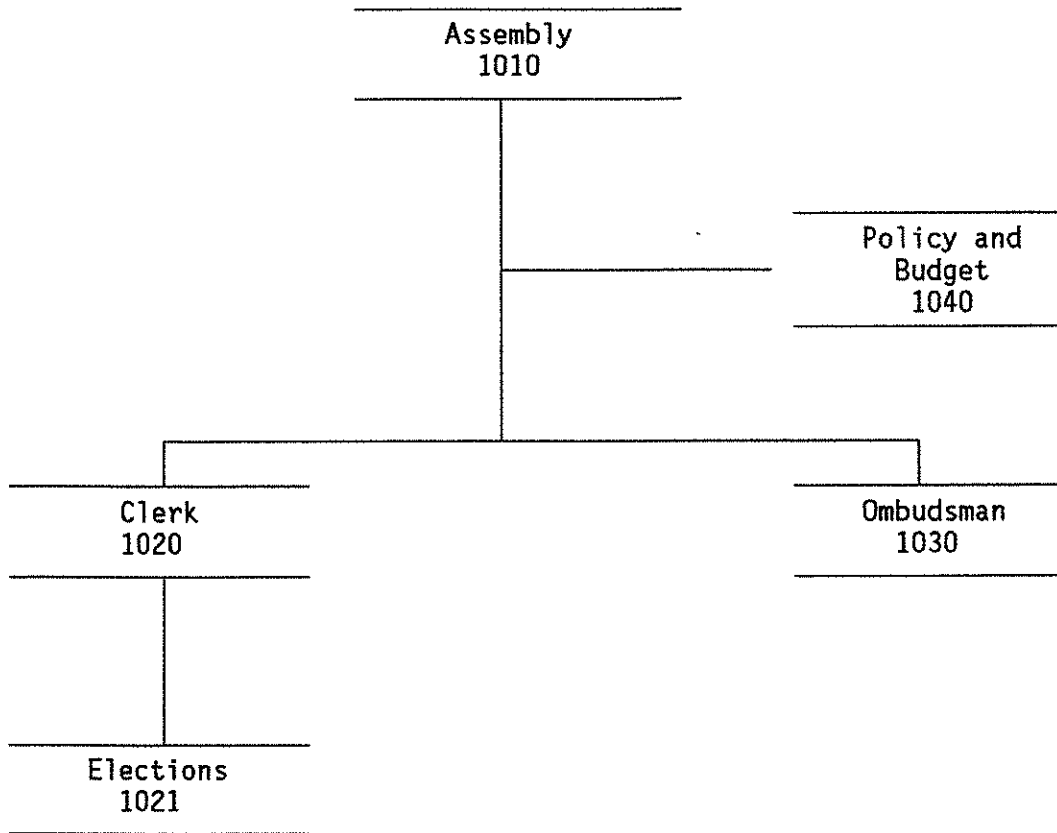 Assembly
1010
Policy and
Budget
1040
Clerk
1020
Ombudsman
1030
Elections
1021